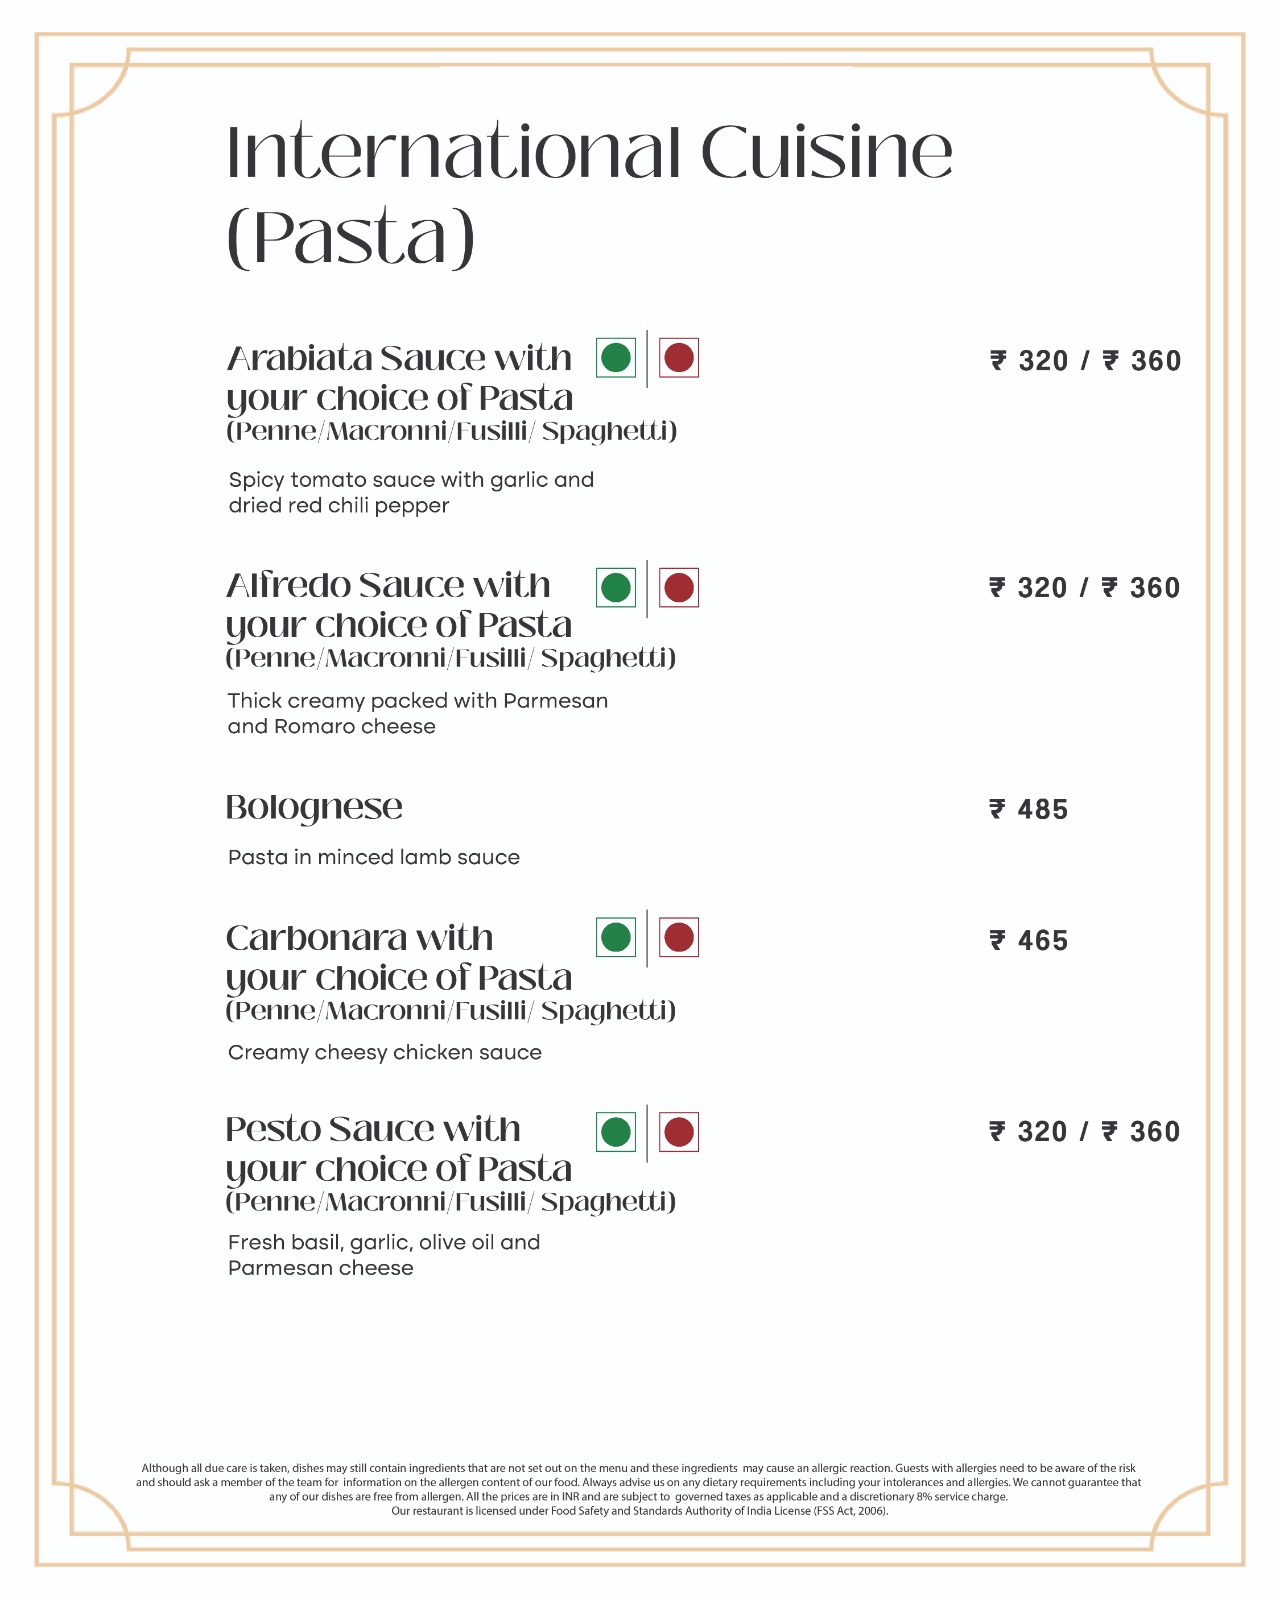 International Cuisine
(Pasta)
Arabiata Sauce with ₹ 320 / ₹ 360
your choice of Pasta
(Penne/Macronni/Fusilli/ Spaghetti)
Spicy tomato sauce with garlic and
dried red chili pepper
Alfredo Sauce with ₹ 320 / ₹ 360
your choice of Pasta
(Penne/Macronni/Fusilli/ Spaghetti)
Thick creamy packed with Parmesan
and Romaro cheese
Bolognese ₹ 485
Pasta in minced lamb sauce
Carbonara with ₹ 465
your choice of Pasta
(Penne/Macronni/Fusilli/ Spaghetti)
Creamy cheesy chicken sauce
Pesto Sauce with ₹ 320 / ₹ 360
your choice of Pasta
(Penne/Macronni/Fusilli/ Spaghetti)
Fresh basil, garlic, olive oil and
Parmesan cheese
Although all due care is taken, dishes may still contain ingredients that are not set out on the menu and these ingredients may cause an allergic reaction. Guests with allergies need to be aware of the risk
and should ask a member of the team for information on the allergen content of our food. Always advise us on any dietary requirements including your intolerances and allergies. We cannot guarantee that
any of our dishes are free from allergen. All the prices are in INR and are subject to governed taxes as applicable and a discretionary 8% service charge.
Our restaurant is licensed under Food Safety and Standards Authority of India License (FSS Act, 2006).